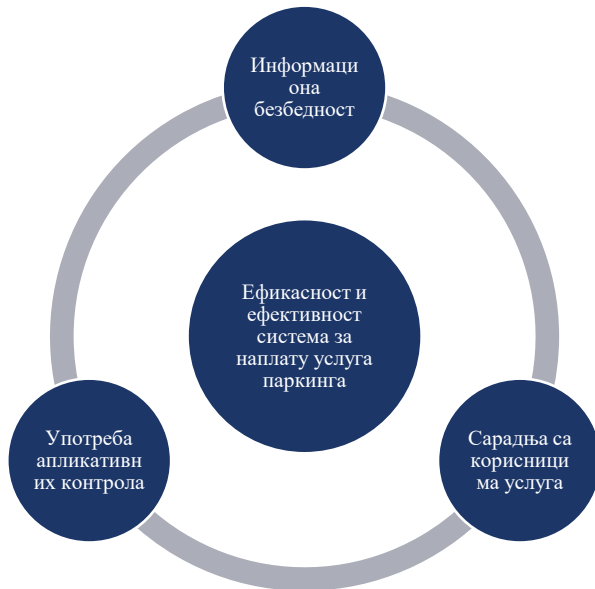 Информаци
она
безбедност
Ефикасност и
ефективност
система за
наплату услуга
паркинга
Употреба
апликативн
их контрола
Сарадња са
корисници
ма услуга